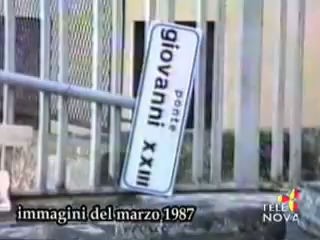 ponte
giovanni XXIII
immagini del marzo 1987
TELE
NOVA